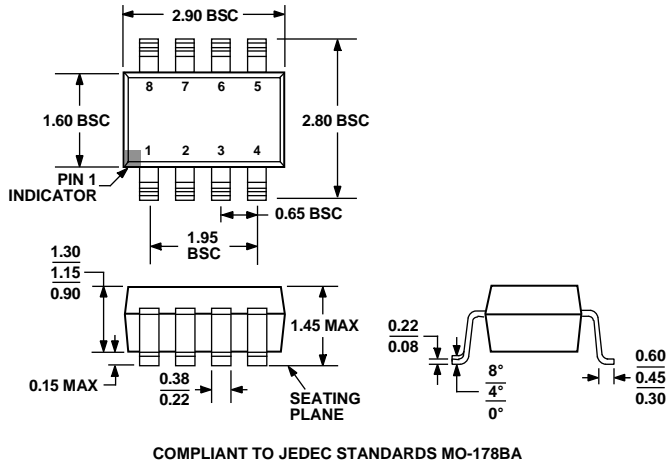 2.90 BSC
8 7 6 5
1.60 BSC
2.80 BSC
1 2 3 4
PIN 1
INDICATOR
0.65 BSC
1.95
BSC
1.30
1.15
0.90
1.45 MAX
0.15 MAX
0.38
0.22
SEATING
PLANE
0.22
0.08
8°
4°
0°
0.60
0.45
0.30
COMPLIANT TO JEDEC STANDARDS MO-178BA